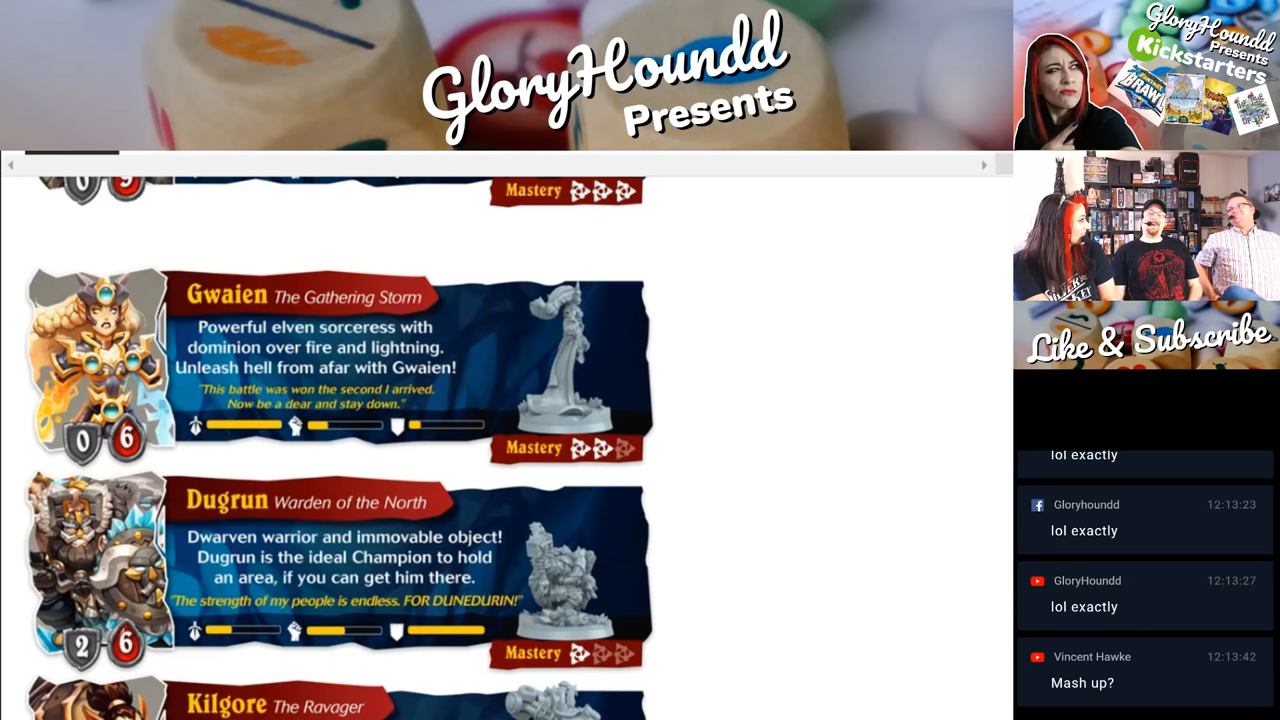 GloryHoundd
Presents
GloryHoundd
Presents
Kickstarters
BRAWL
0 9
Mastery
Gwaien The Gathering Storm
Powerful elven sorceress with
dominion over fire and lightning.
Unleash hell from afar with Gwaien!
"This battle was won the second I arrived.
Now be a dear and stay down."
0 6
Mastery
Dugrun Warden of the North
Dwarven warrior and immovable object!
Dugrun is the ideal Champion to hold
an area, if you can get him there.
"The strength of my people is endless. FOR DUNEDURIN!"
2 6
Mastery
Kilgore The Ravager
Like & Subscribe
lol exactly
Gloryhoundd 12:13:23
lol exactly
GloryHoundd 12:13:27
lol exactly
Vincent Hawke 12:13:42
Mash up?